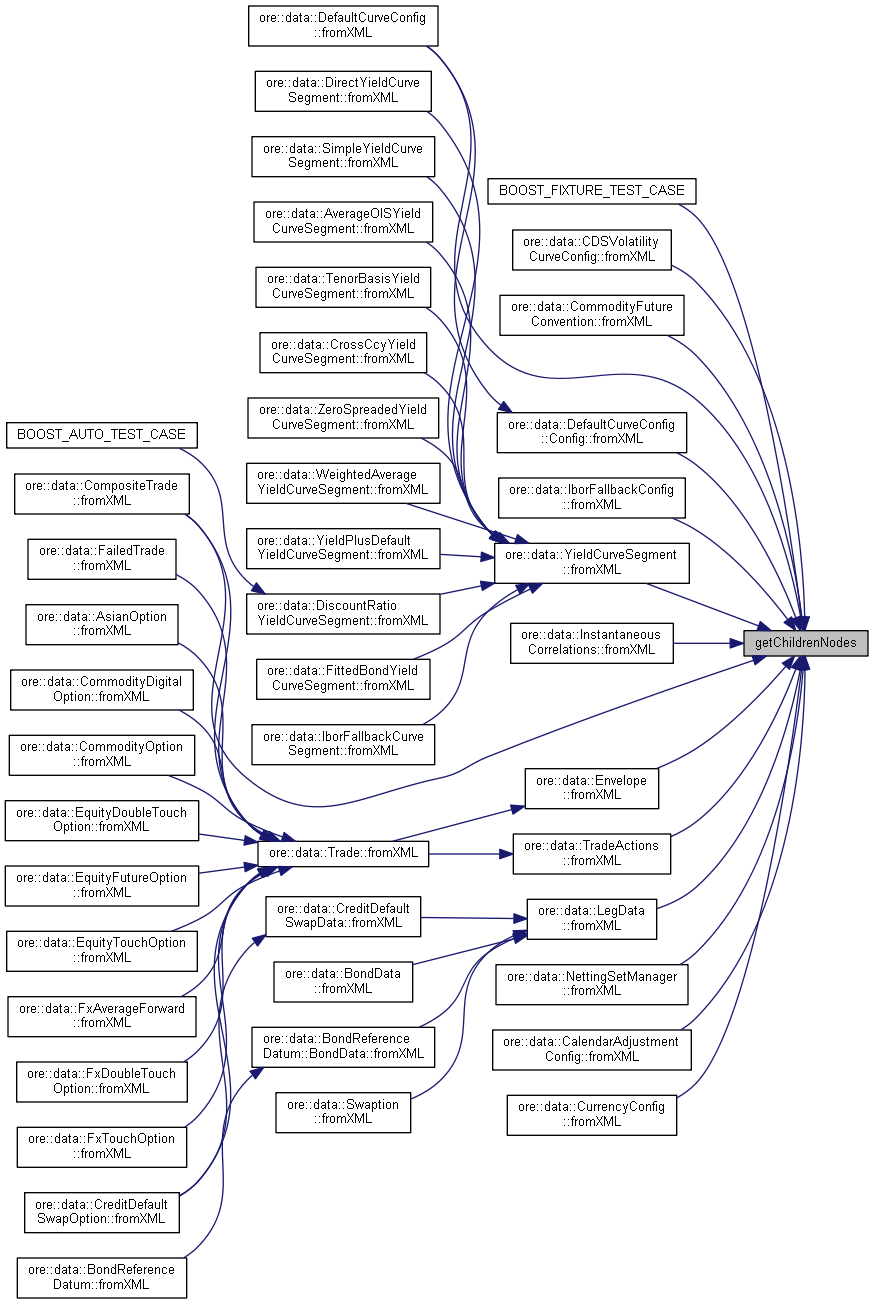 ore::data::DefaultCurveConfig
::fromXML
ore::data::DirectYieldCurve
Segment::fromXML
ore::data::SimpleYieldCurve
Segment::fromXML
ore::data::AverageOISYield
CurveSegment::fromXML
ore::data::TenorBasisYield
CurveSegment::fromXML
ore::data::CrossCcyYield
CurveSegment::fromXML
ore::data::ZeroSpreadedYield
CurveSegment::fromXML
ore::data::WeightedAverage
YieldCurveSegment::fromXML
ore::data::YieldPlusDefault
YieldCurveSegment::fromXML
ore::data::DiscountRatio
YieldCurveSegment::fromXML
ore::data::FittedBondYield
CurveSegment::fromXML
ore::data::IborFallbackCurve
Segment::fromXML
BOOST_FIXTURE_TEST_CASE
ore::data::CDSVolatility
CurveConfig::fromXML
ore::data::CommodityFuture
Convention::fromXML
ore::data::DefaultCurveConfig
::Config::fromXML
ore::data::IborFallbackConfig
::fromXML
ore::data::YieldCurveSegment
::fromXML
ore::data::Instantaneous
Correlations::fromXML
getChildrenNodes
ore::data::Envelope
::fromXML
ore::data::TradeActions
::fromXML
ore::data::LegData
::fromXML
ore::data::NettingSetManager
::fromXML
ore::data::CalendarAdjustment
Config::fromXML
ore::data::CurrencyConfig
::fromXML
ore::data::Trade::fromXML
ore::data::CreditDefault
SwapData::fromXML
ore::data::BondData
::fromXML
ore::data::BondReference
Datum::BondData::fromXML
ore::data::Swaption
::fromXML
BOOST_AUTO_TEST_CASE
ore::data::CompositeTrade
::fromXML
ore::data::FailedTrade
::fromXML
ore::data::AsianOption
::fromXML
ore::data::CommodityDigital
Option::fromXML
ore::data::CommodityOption
::fromXML
ore::data::EquityDoubleTouch
Option::fromXML
ore::data::EquityFutureOption
::fromXML
ore::data::EquityTouchOption
::fromXML
ore::data::FxAverageForward
::fromXML
ore::data::FxDoubleTouch
Option::fromXML
ore::data::FxTouchOption
::fromXML
ore::data::CreditDefault
SwapOption::fromXML
ore::data::BondReference
Datum::fromXML